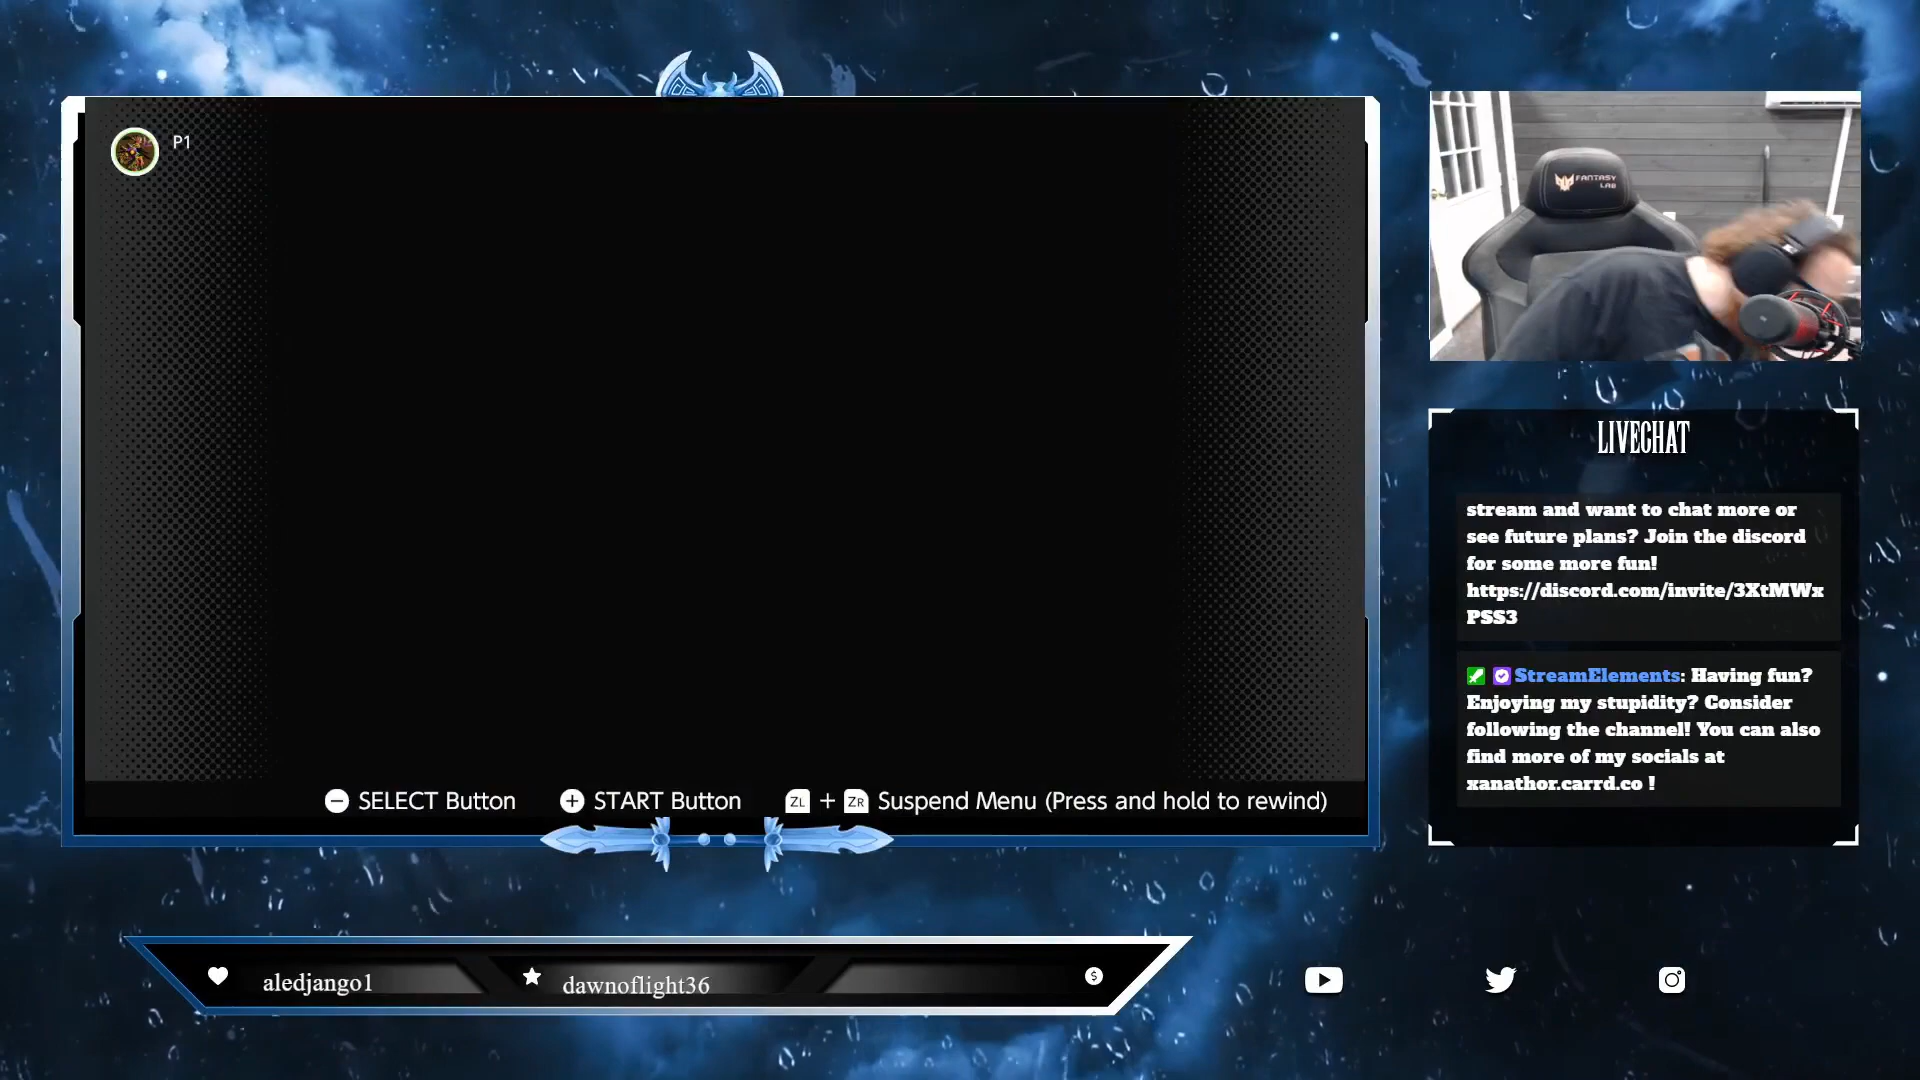 P1
FANTASY
LAB
LIVECHAT
stream and want to chat more or
see future plans? Join the discord
for some more fun!
https://discord.com/invite/3XtMWx
PSS3
StreamElements: Having fun?
Enjoying my stupidity? Consider
following the channel! You can also
find more of my socials at
xanathor.carrd.co !
SELECT Button
START Button
ZL + ZR Suspend Menu (Press and hold to rewind)
aledjango1
dawnoflight36